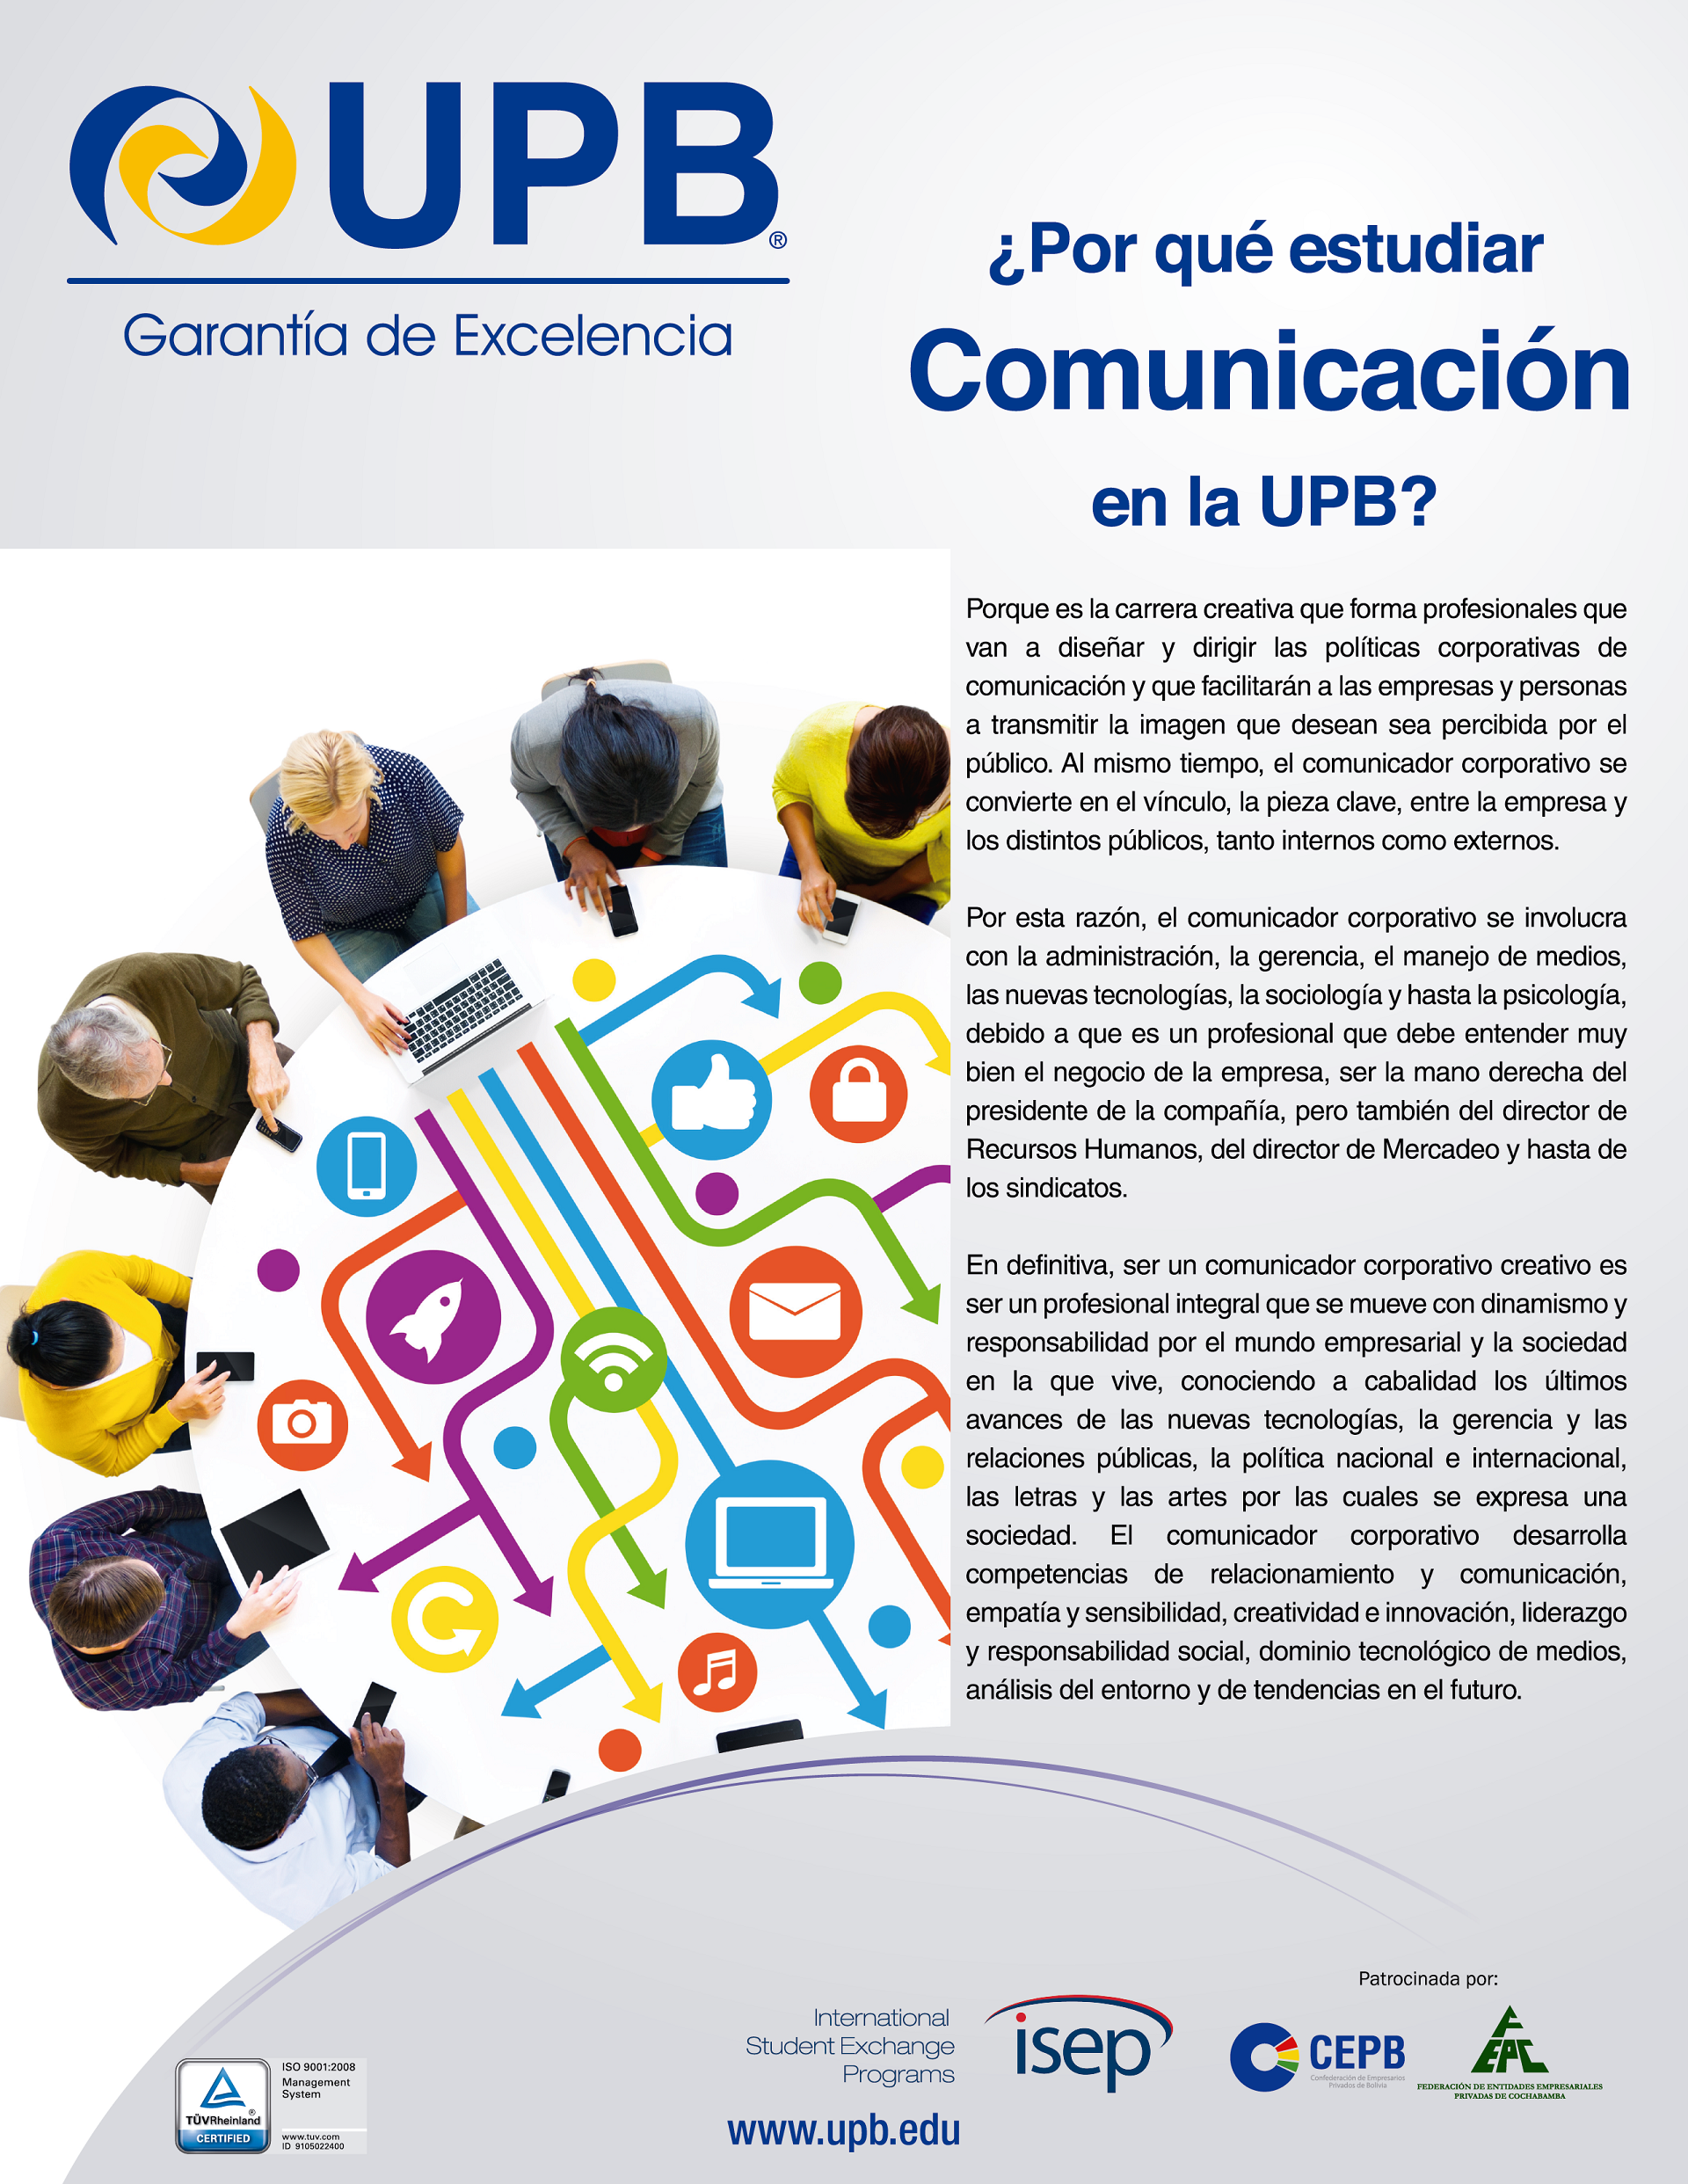 UPB®
Garantía de Excelencia
¿Por qué estudiar
Comunicación
en la UPB?
Porque es la carrera creativa que forma profesionales que
van a diseñar y dirigir las políticas corporativas de
comunicación y que facilitarán a las empresas y personas
a transmitir la imagen que desean sea percibida por el
público. Al mismo tiempo, el comunicador corporativo se
convierte en el vínculo, la pieza clave, entre la empresa y
los distintos públicos, tanto internos como externos.
Por esta razón, el comunicador corporativo se involucra
con la administración, la gerencia, el manejo de medios,
las nuevas tecnologías, la sociología y hasta la psicología,
debido a que es un profesional que debe entender muy
bien el negocio de la empresa, ser la mano derecha del
presidente de la compañía, pero también del director de
Recursos Humanos, del director de Mercadeo y hasta de
los sindicatos.
En definitiva, ser un comunicador corporativo creativo es
ser un profesional integral que se mueve con dinamismo y
responsabilidad por el mundo empresarial y la sociedad
en la que vive, conociendo a cabalidad los últimos
avances de las nuevas tecnologías, la gerencia y las
relaciones públicas, la política nacional e internacional,
las letras y las artes por las cuales se expresa una
sociedad. El comunicador corporativo desarrolla
competencias de relacionamiento y comunicación,
empatía y sensibilidad, creatividad e innovación, liderazgo
y responsabilidad social, dominio tecnológico de medios,
análisis del entorno y de tendencias en el futuro.
TÜVRheinland®
CERTIFIED
ISO 9001:2008
Management
System
www.tuv.com
ID 9105022400
International
Student Exchange
Programs
isep
www.upb.edu
Patrocinada por:
CEPB
Confederación de Empresarios
Privados de Bolivia
FEPC
FEDERACIÓN DE ENTIDADES EMPRESARIALES
PRIVADAS DE COCHABAMBA